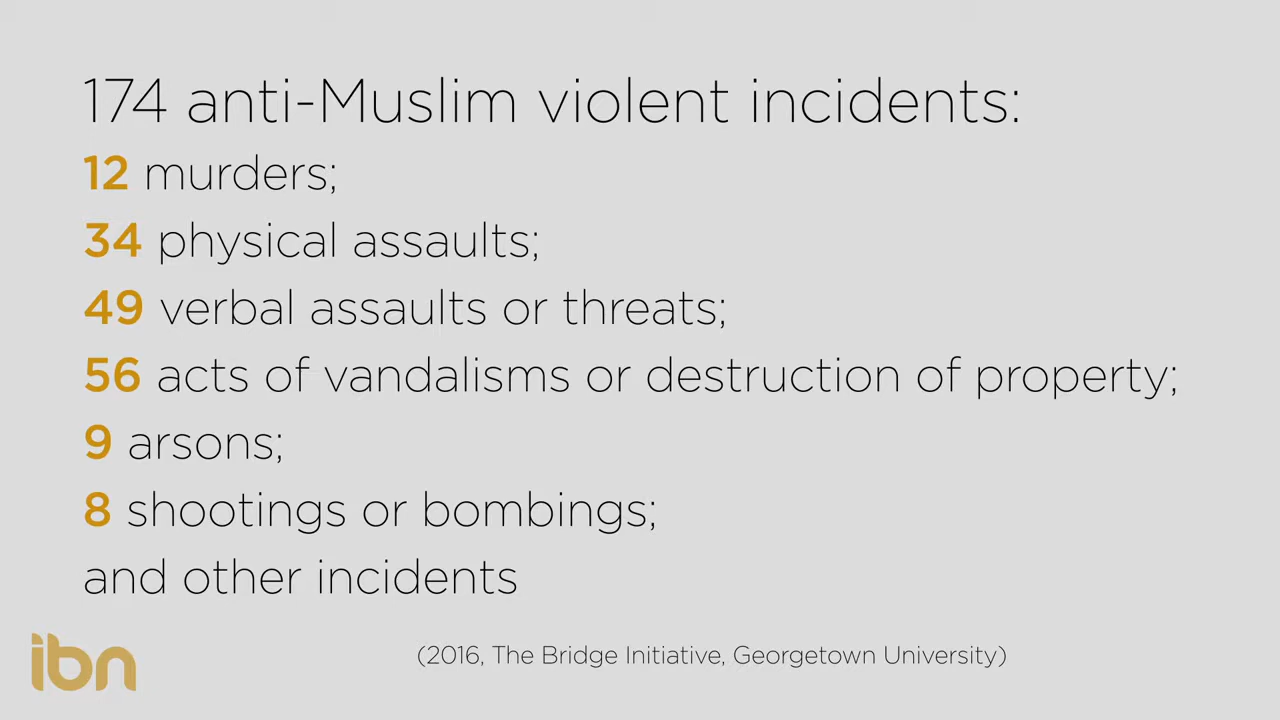 174 anti-Muslim violent incidents:
12 murders;
34 physical assaults;
49 verbal assaults or threats;
56 acts of vandalisms or destruction of property;
9 arsons;
8 shootings or bombings;
and other incidents
(2016, The Bridge Initiative, Georgetown University)
ibn